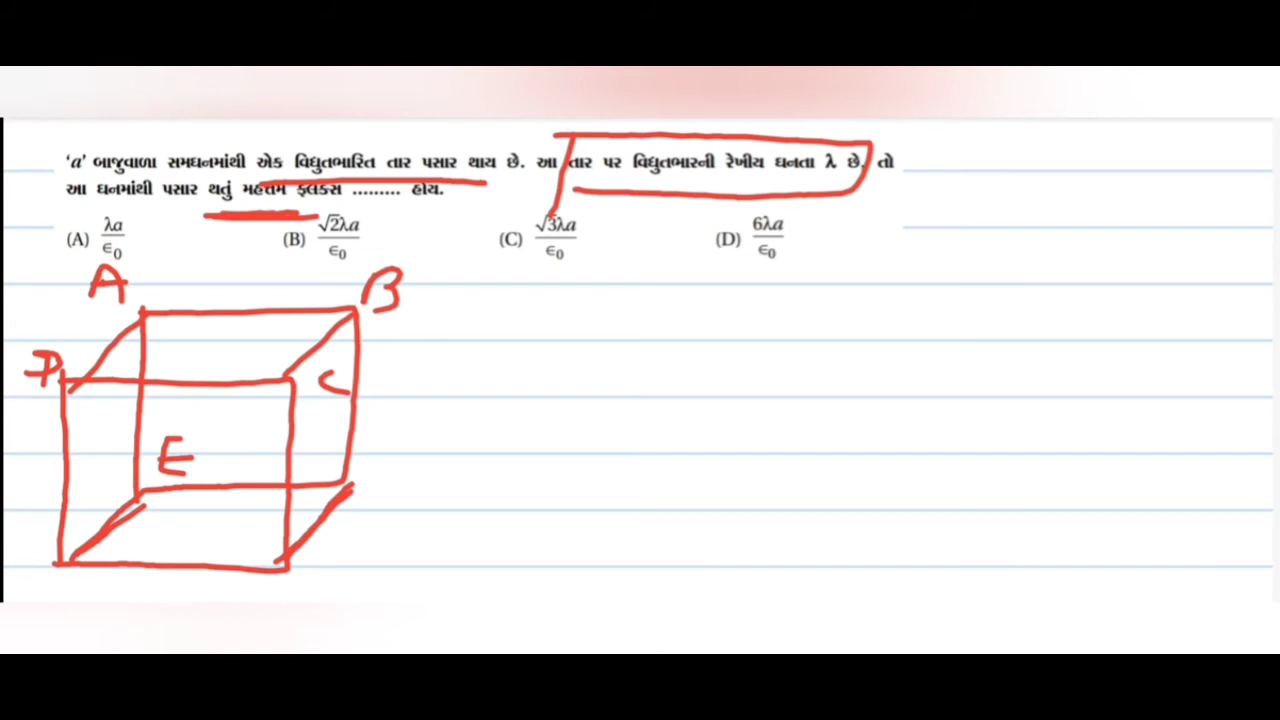 ‘a’ બાજુવાળા સમઘનમાંથી એક વિદ્યુતભારિત તાર પસાર થાય છે. આ તાર પર વિદ્યુતભારની રેખીય ઘનતા λ છે. તો
આ ઘનમાંથી પસાર થતું મહત્તમ ફ્લક્સ ......... હોય.
(A) λa/∈0 (B) √2λa/∈0 (C) √3λa/∈0 (D) 6λa/∈0
A B
D C
E